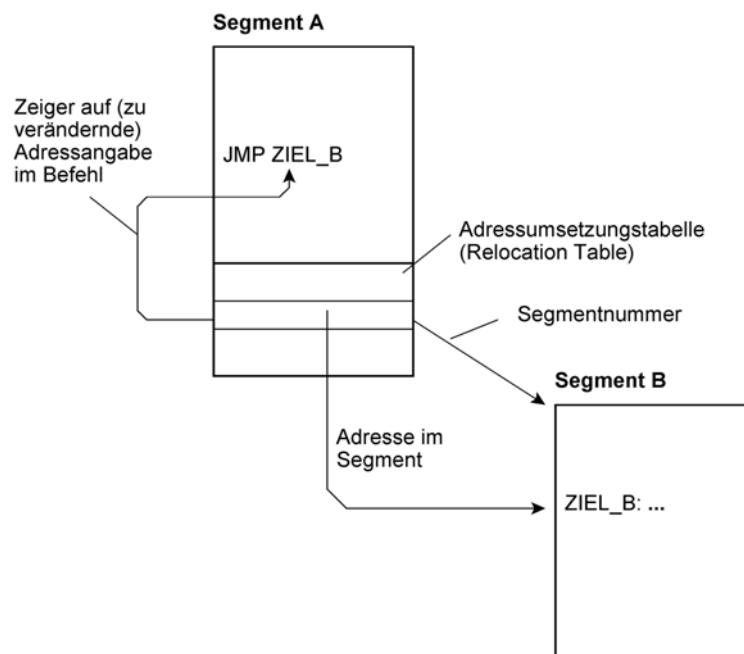 Segment A
Zeiger auf (zu
verändernde)
Adressangabe
im Befehl
JMP ZIEL_B
Adressumsetzungstabelle
(Relocation Table)
Segmentnummer
Segment B
Adresse im
Segment
ZIEL_B: ...